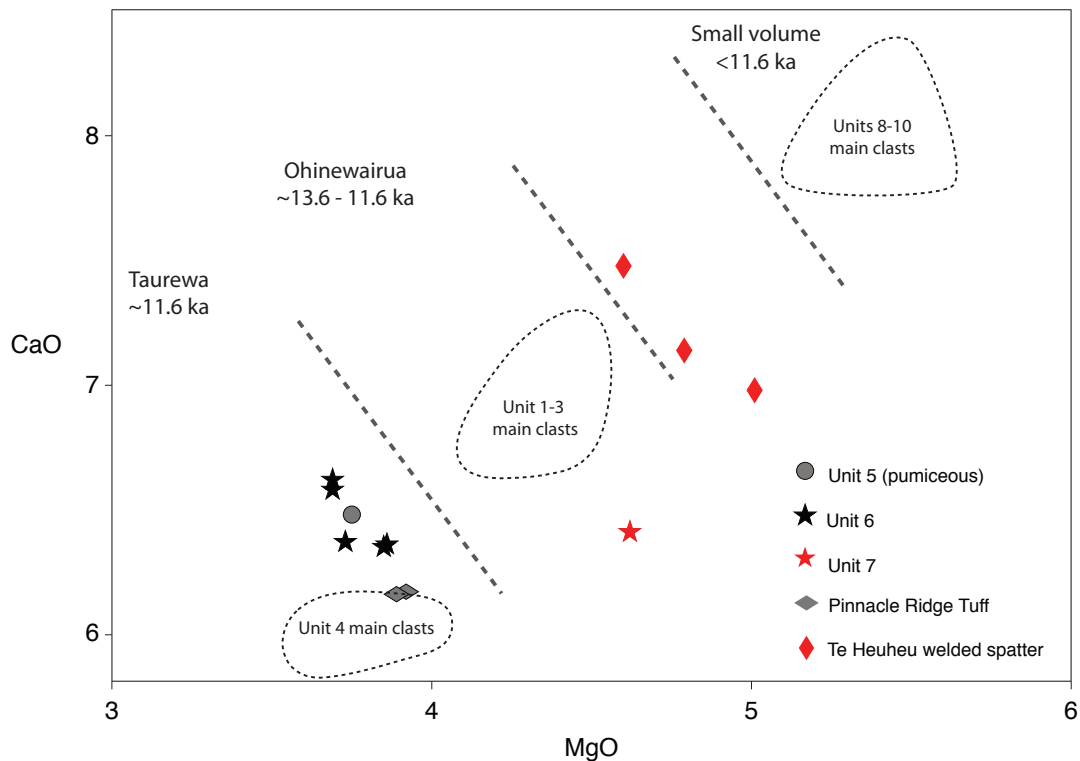 Small volume
<11.6 ka
8
Units 8-10
main clasts
Ohinewairua
~13.6 - 11.6 ka
Taurewa
~11.6 ka
CaO
7
Unit 1-3
main clasts
Unit 5 (pumiceous)
Unit 6
Unit 7
Pinnacle Ridge Tuff
Te Heuheu welded spatter
6
Unit 4 main clasts
3
4
5
6
MgO